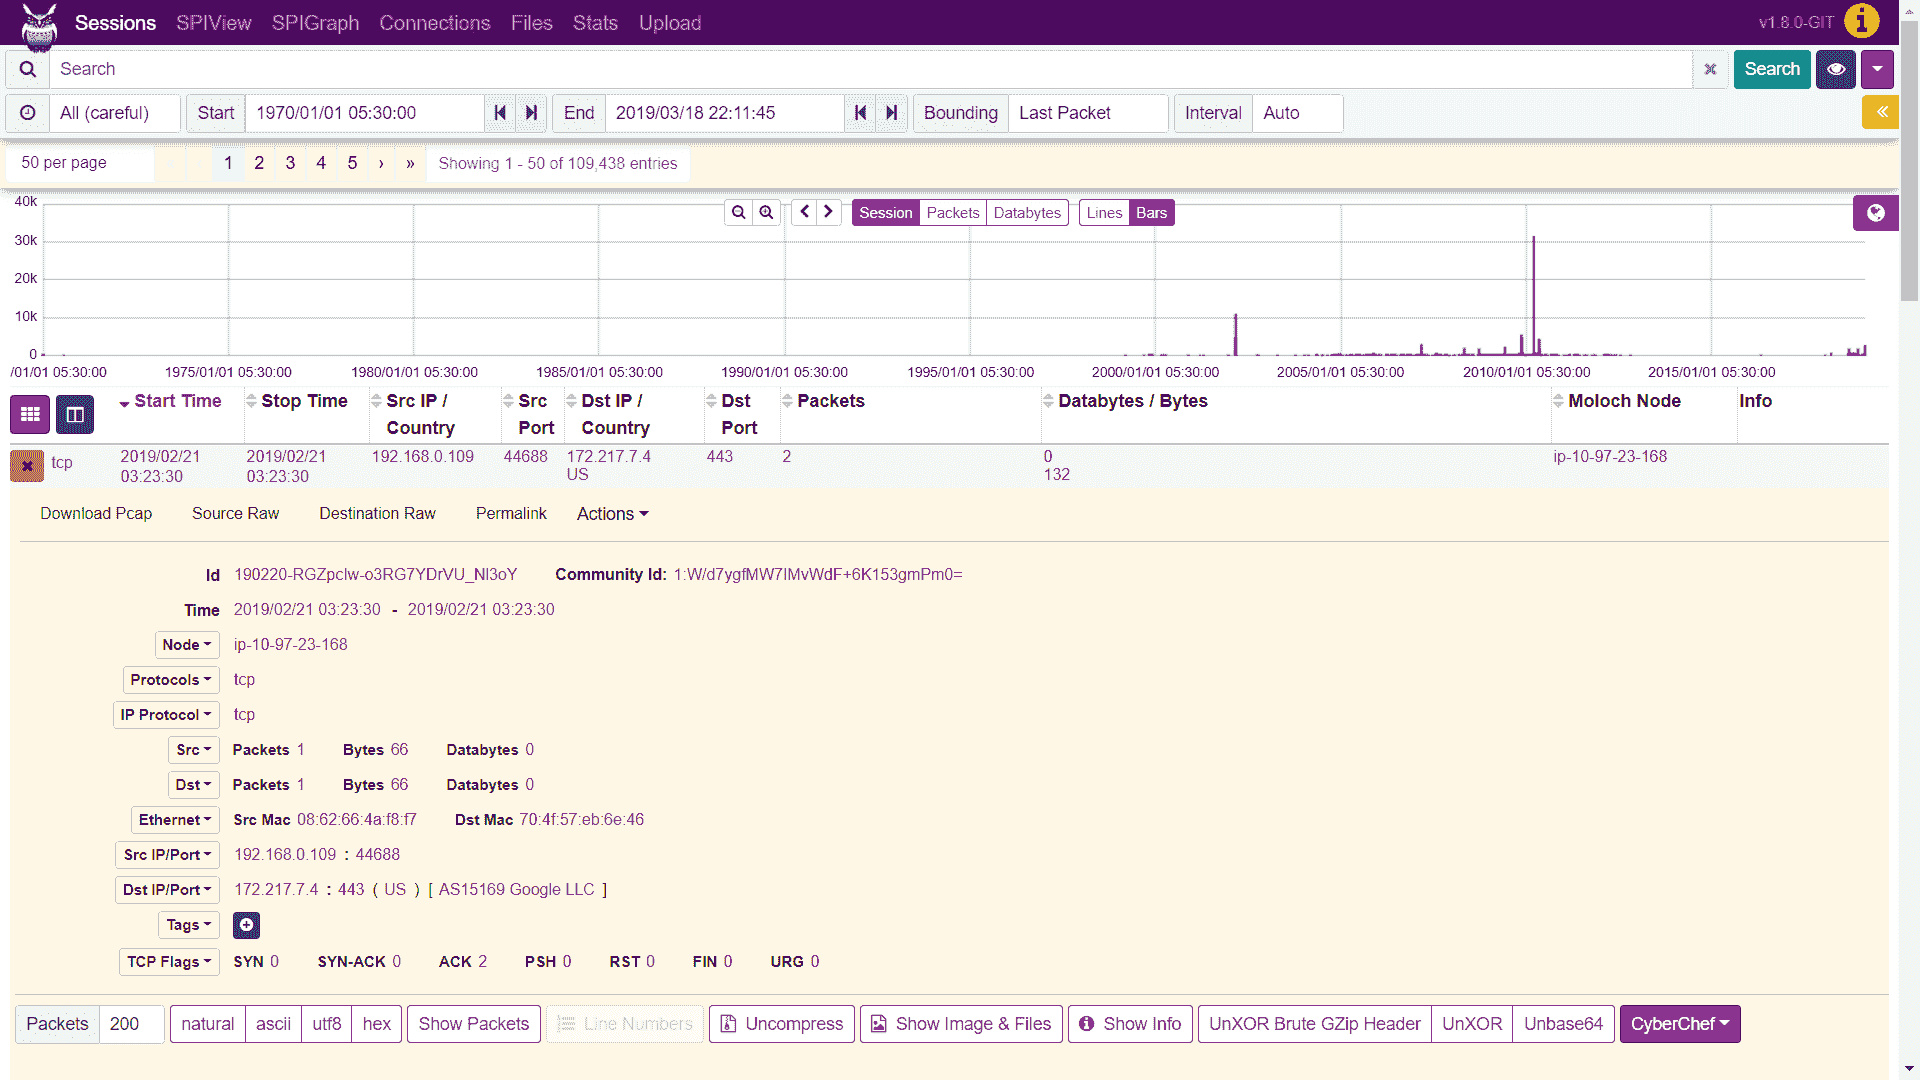 Sessions SPIView SPIGraph Connections Files Stats Upload v1.8.0-GIT
Search Search
All (careful) Start 1970/01/01 05:30:00 End 2019/03/18 22:11:45 Bounding Last Packet Interval Auto
50 per page 1 2 3 4 5 › » Showing 1 - 50 of 109,438 entries
Session Packets Databytes Lines Bars
40k
30k
20k
10k
0
/01/01 05:30:00 1975/01/01 05:30:00 1980/01/01 05:30:00 1985/01/01 05:30:00 1990/01/01 05:30:00 1995/01/01 05:30:00 2000/01/01 05:30:00 2005/01/01 05:30:00 2010/01/01 05:30:00 2015/01/01 05:30:00
Start Time Stop Time Src IP / Country Src Port Dst IP / Country Dst Port Packets Databytes / Bytes Moloch Node Info
tcp 2019/02/21 03:23:30 2019/02/21 03:23:30 192.168.0.109 44688 172.217.7.4 US 443 2 0 132 ip-10-97-23-168
Download Pcap Source Raw Destination Raw Permalink Actions
Id 190220-RGZpclw-o3RG7YDrVU_Nl3oY Community Id: 1:W/d7ygfMW7IMvWdF+6K153gmPm0=
Time 2019/02/21 03:23:30 - 2019/02/21 03:23:30
Node ip-10-97-23-168
Protocols tcp
IP Protocol tcp
Src Packets 1 Bytes 66 Databytes 0
Dst Packets 1 Bytes 66 Databytes 0
Ethernet Src Mac 08:62:66:4a:f8:f7 Dst Mac 70:4f:57:eb:6e:46
Src IP/Port 192.168.0.109 : 44688
Dst IP/Port 172.217.7.4 : 443 ( US ) [ AS15169 Google LLC ]
Tags
TCP Flags SYN 0 SYN-ACK 0 ACK 2 PSH 0 RST 0 FIN 0 URG 0
Packets 200 natural ascii utf8 hex Show Packets Line Numbers Uncompress Show Image & Files Show Info UnXOR Brute GZip Header UnXOR Unbase64 CyberChef